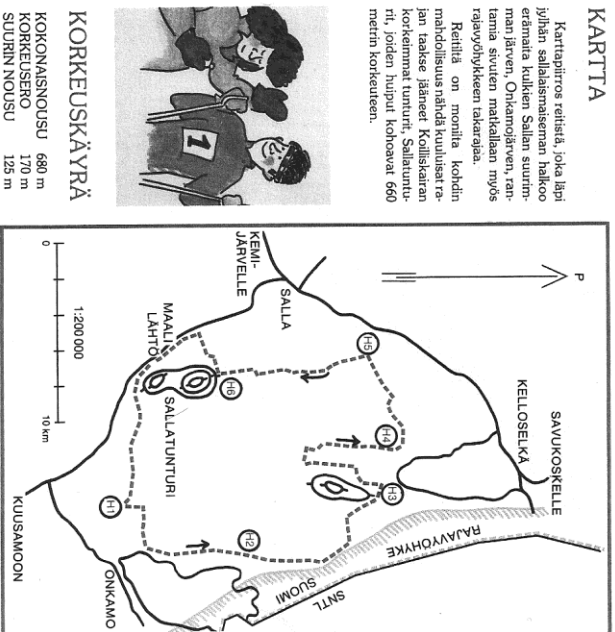 KARTTA
Karttapiirros reitistä, joka läpi
jylhän sallalaismaiseman halkoo
erämaita kulkien Sallan suurim-
man järven, Onkamojärven, ran-
tamia sivuten matkallaan myös
rajavyöhykkeen takarajaa.
Reitiltä on monilta kohdin
mahdollisuus nähdä kuuluisat ra-
jan taakse jääneet Koilliskairan
korkeimmat tunturit, Sallatuntu-
rit, joiden huiput kohoavat 660
metrin korkeuteen.
1
KORKEUSKÄYRÄ
KOKONAISNOUSU 680 m
KORKEUSERO 170 m
SUURIN NOUSU 125 m
P
SAVUKOSKELLE
KELLOSELKÄ
RAJAVYÖHYKE
SNTL
SUOMI
SALLA
KEMI-
JÄRVELLE
H5
H4
H3
H6
H2
H1
MAALI
LÄHTÖ
SALLATUNTURI
ONKAMO
KUUSAMOON
1:200 000
0 10 km